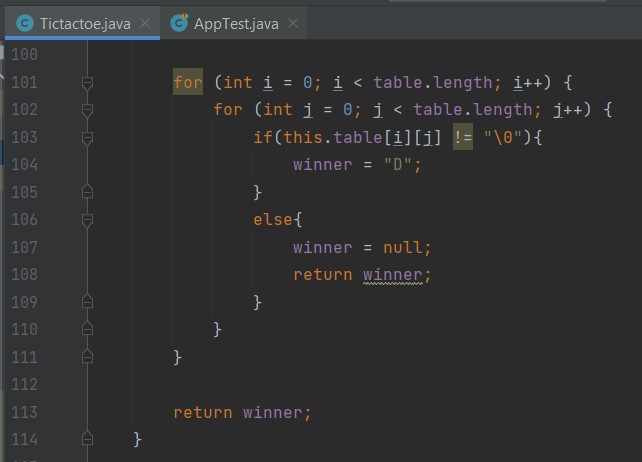 Tictactoe.java × AppTest.java ×
100
101 for (int i = 0; i < table.length; i++) {
102 for (int j = 0; j < table.length; j++) {
103 if(this.table[i][j] != "\0"){
104 winner = "D";
105 }
106 else{
107 winner = null;
108 return winner;
109 }
110 }
111 }
112
113 return winner;
114 }